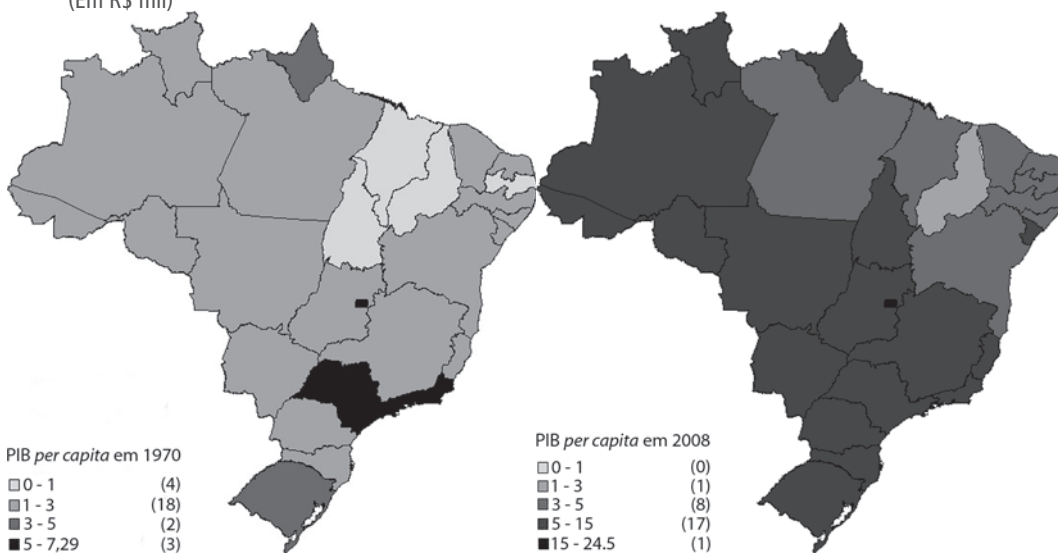 (Em R$ mil)
PIB per capita em 1970
0 - 1 (4)
1 - 3 (18)
3 - 5 (2)
5 - 7,29 (3)
PIB per capita em 2008
0 - 1 (0)
1 - 3 (1)
3 - 5 (8)
5 - 15 (17)
15 - 24.5 (1)